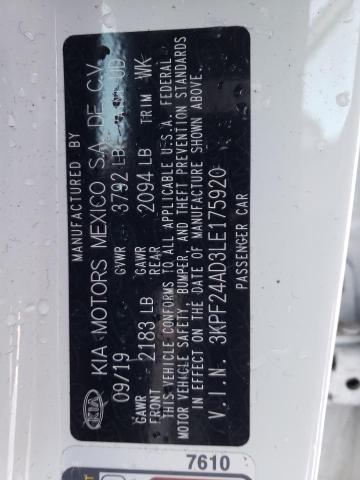 MANUFACTURED BY
KIA KIA MOTORS MEXICO S.A. DE C.V.
09/19 GVWR 3792 LB UD
GAWR FRONT 2183 LB GAWR REAR 2094 LB TRIM WK
THIS VEHICLE CONFORMS TO ALL APPLICABLE U.S.A. FEDERAL
MOTOR VEHICLE SAFETY, BUMPER, AND THEFT PREVENTION STANDARDS
IN EFFECT ON THE DATE OF MANUFACTURE SHOWN ABOVE.
V.I.N. 3KPF24AD3LE175920
PASSENGER CAR
7610